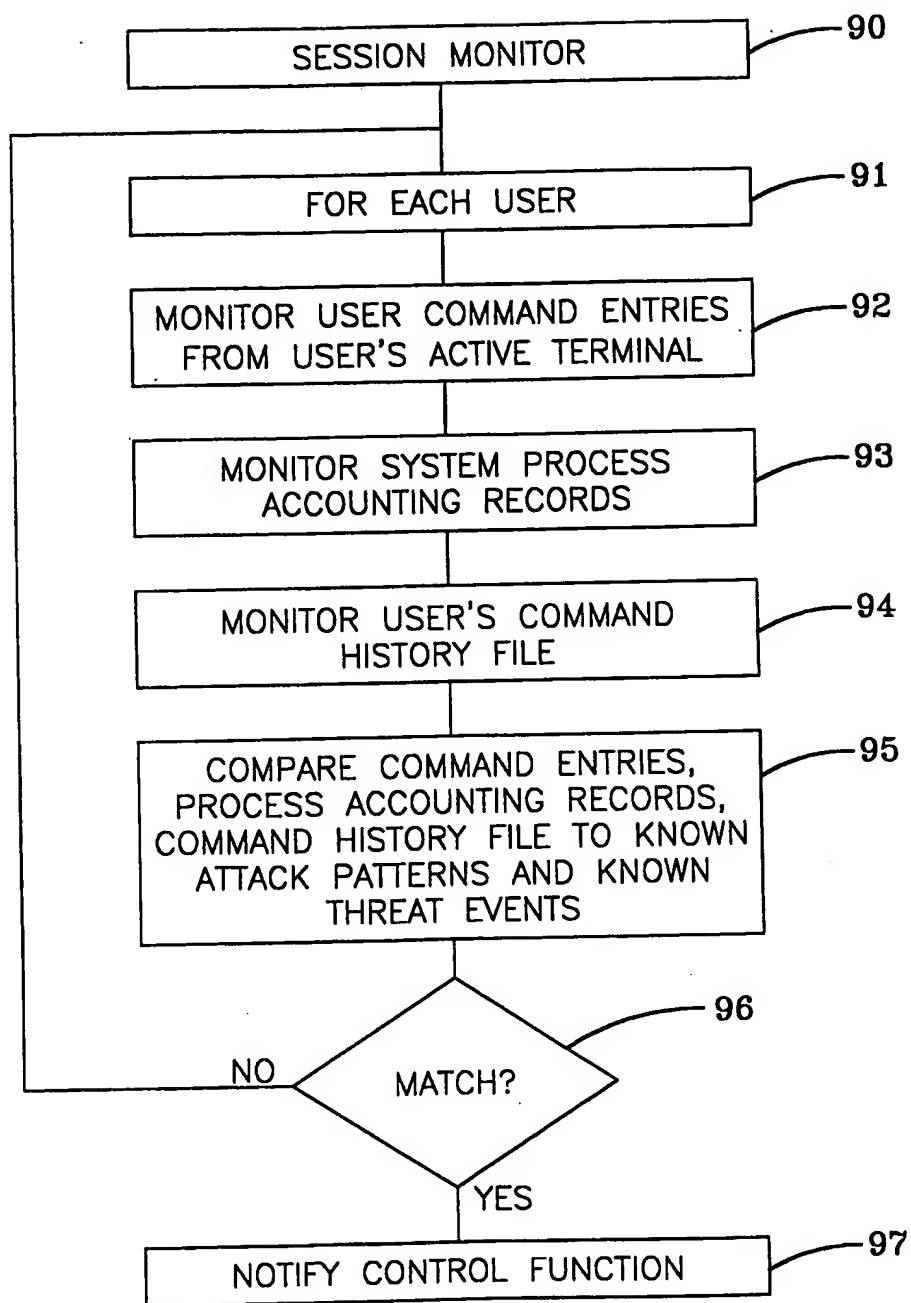 SESSION MONITOR
90
FOR EACH USER
91
MONITOR USER COMMAND ENTRIES
FROM USER'S ACTIVE TERMINAL
92
MONITOR SYSTEM PROCESS
ACCOUNTING RECORDS
93
MONITOR USER'S COMMAND
HISTORY FILE
94
COMPARE COMMAND ENTRIES,
PROCESS ACCOUNTING RECORDS,
COMMAND HISTORY FILE TO KNOWN
ATTACK PATTERNS AND KNOWN
THREAT EVENTS
95
MATCH?
96
NO
YES
NOTIFY CONTROL FUNCTION
97